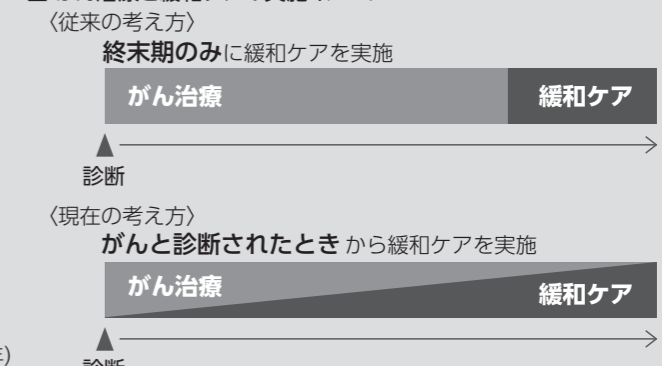 〈従来の考え方〉
終末期のみに緩和ケアを実施
がん治療 緩和ケア
診断
〈現在の考え方〉
がんと診断されたとき から緩和ケアを実施
がん治療 緩和ケア
診断